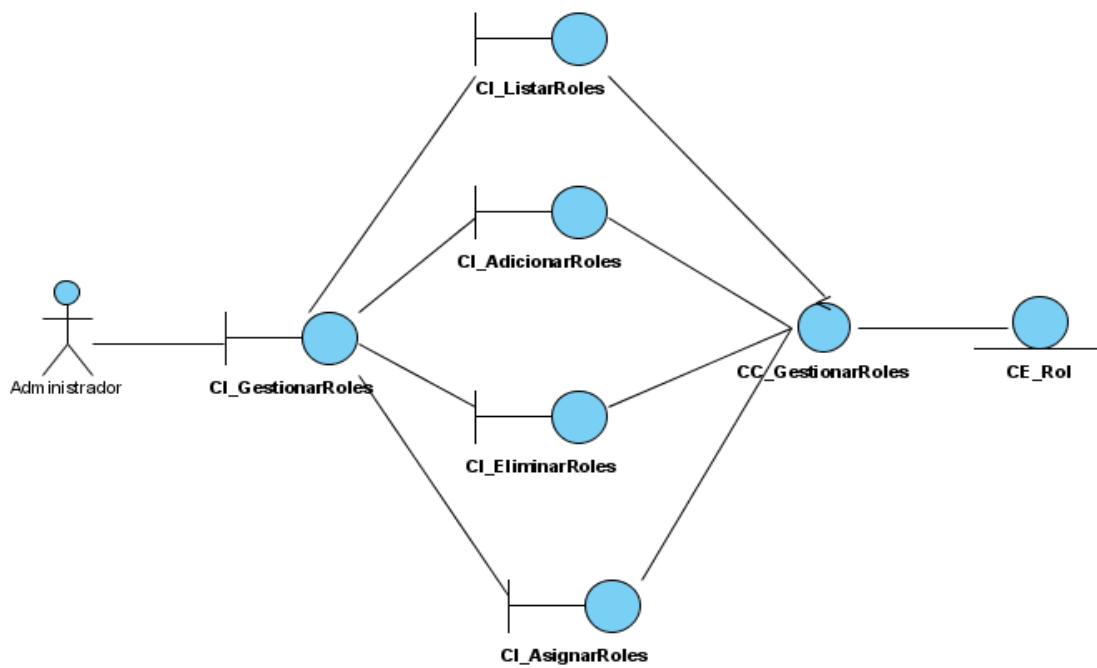 CI_ListarRoles
CI_AdicionarRoles
Administrador
CI_GestionarRoles
CC_GestionarRoles
CE_Rol
CI_EliminarRoles
CI_AsignarRoles